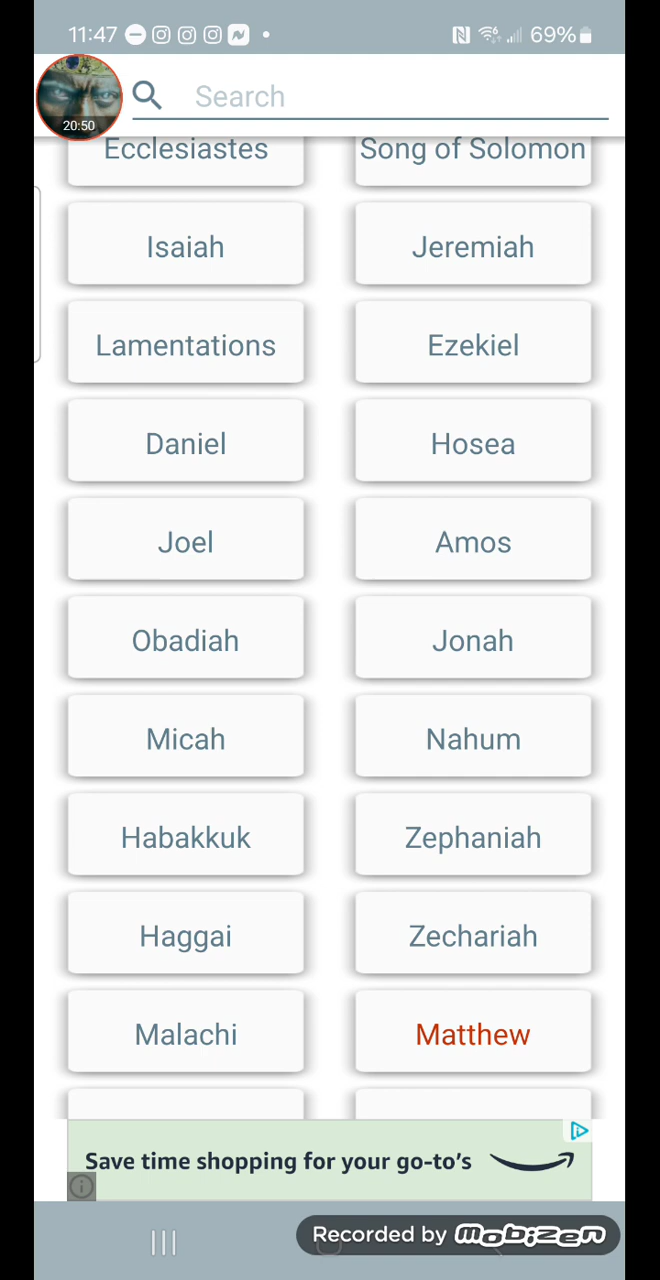 11:47 69%
Search
20:50
Ecclesiastes Song of Solomon
Isaiah Jeremiah
Lamentations Ezekiel
Daniel Hosea
Joel Amos
Obadiah Jonah
Micah Nahum
Habakkuk Zephaniah
Haggai Zechariah
Malachi Matthew
Save time shopping for your go-to's
Recorded by mobizen